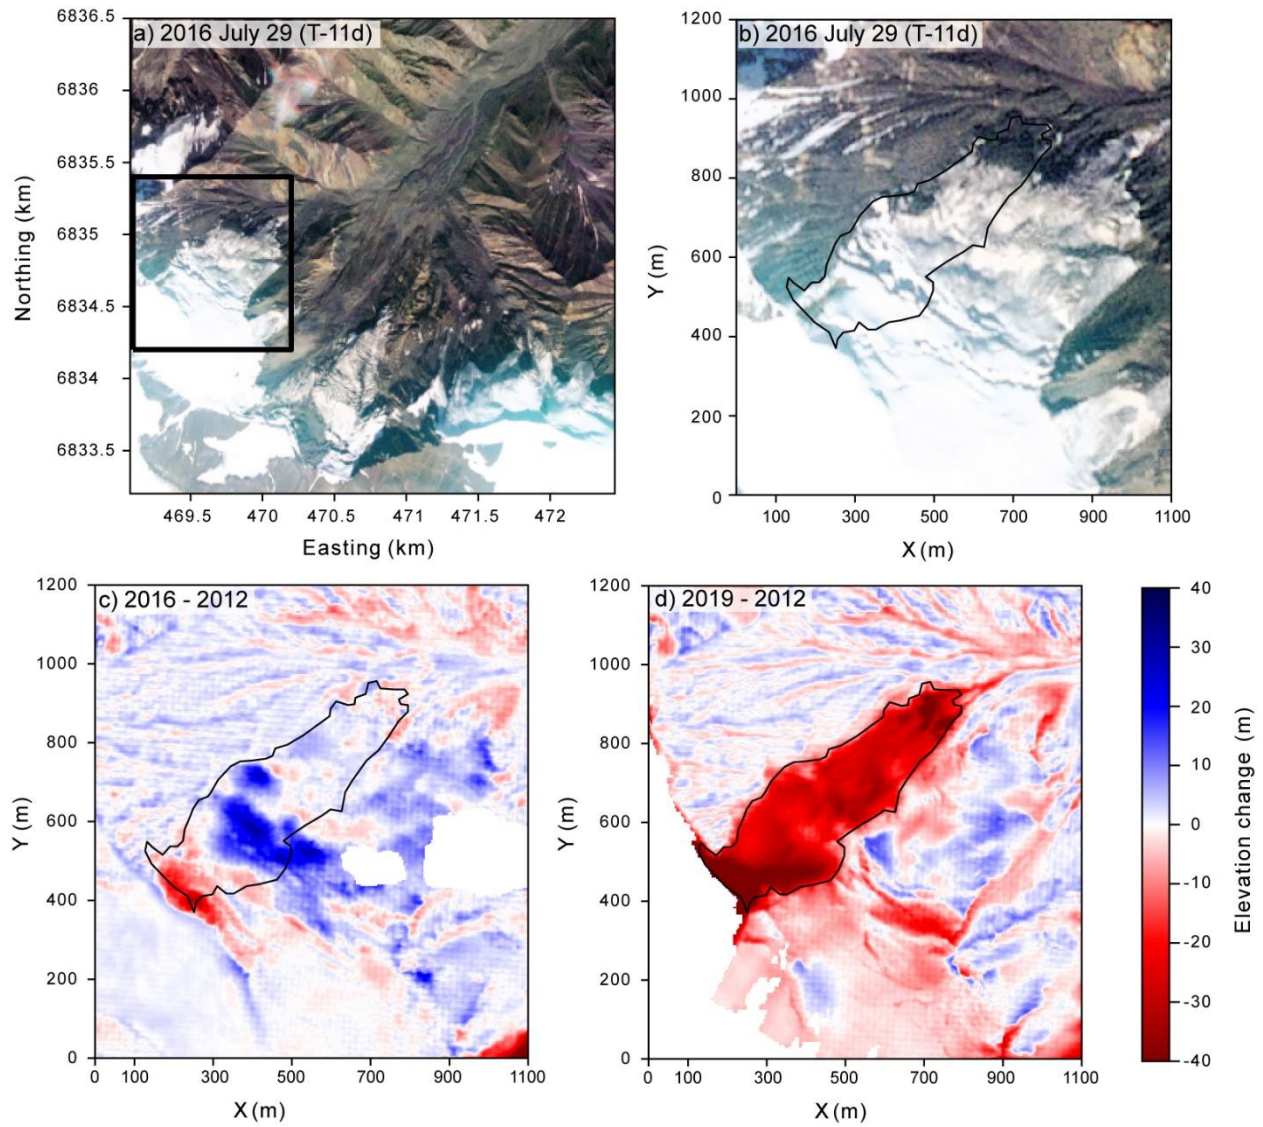 a) 2016 July 29 (T-11d)
6836.5
6836
6835.5
6835
6834.5
6834
6833.5
Northing (km)
469.5 470 470.5 471 471.5 472
Easting (km)
b) 2016 July 29 (T-11d)
1200
1000
800
600
400
200
0
Y (m)
100 300 500 700 900 1100
X (m)
c) 2016 - 2012
1200
1000
800
600
400
200
0
Y (m)
0 100 300 500 700 900 1100
X (m)
d) 2019 - 2012
1200
1000
800
600
400
200
0
Y (m)
0 100 300 500 700 900 1100
X (m)
40
30
20
10
0
-10
-20
-30
-40
Elevation change (m)